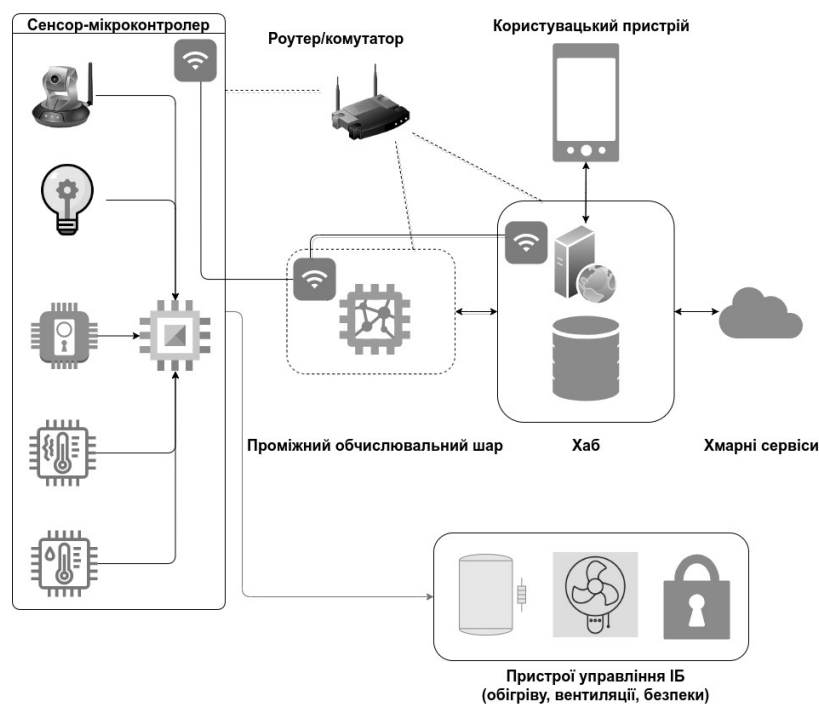 Сенсор-мікроконтролер
Роутер/комутатор
Користувацький пристрій
Проміжний обчислювальний шар
Хаб
Хмарні сервіси
Пристрої управління ІБ
(обігріву, вентиляції, безпеки)